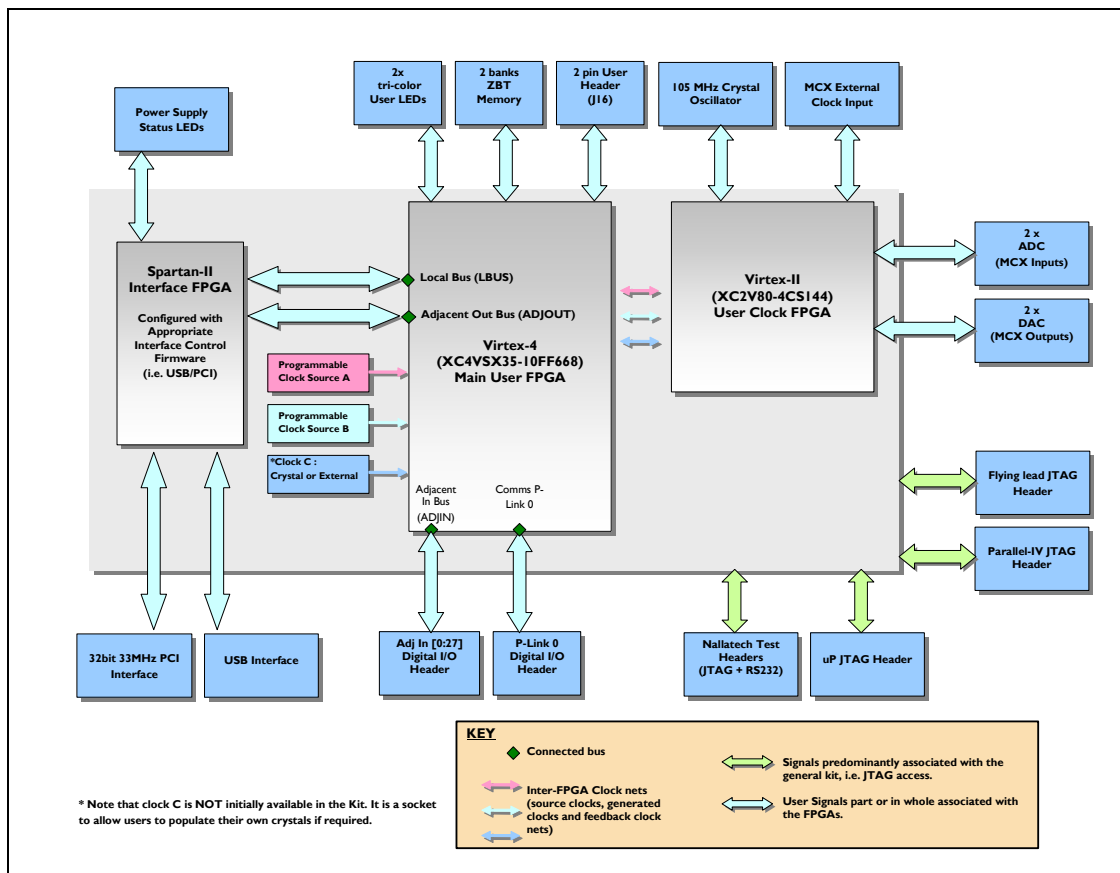 2x
tri-color
User LEDs
2 banks
ZBT
Memory
2 pin User
Header
(J16)
105 MHz Crystal
Oscillator
MCX External
Clock Input
Power Supply
Status LEDs
Spartan-II
Interface FPGA
Configured with
Appropriate
Interface Control
Firmware
(i.e. USB/PCI)
Local Bus (LBUS)
Adjacent Out Bus (ADJOUT)
Virtex-4
(XC4VSX35-10FF668)
Main User FPGA
Virtex-II
(XC2V80-4CS144)
User Clock FPGA
2 x
ADC
(MCX Inputs)
2 x
DAC
(MCX Outputs)
Programmable
Clock Source A
Programmable
Clock Source B
*Clock C :
Crystal or External
Adjacent
In Bus
(ADJIN)
Comms P-
Link 0
Flying lead JTAG
Header
Parallel-IV JTAG
Header
32bit 33MHz PCI
Interface
USB Interface
Adj In [0:27]
Digital I/O
Header
P-Link 0
Digital I/O
Header
Nallatech Test
Headers
(JTAG + RS232)
uP JTAG Header
KEY
Connected bus
Inter-FPGA Clock nets
(source clocks, generated
clocks and feedback clock
nets)
Signals predominantly associated with the
general kit, i.e. JTAG access.
User Signals part or in whole associated with
the FPGAs.
* Note that clock C is NOT initially available in the Kit. It is a socket
to allow users to populate their own crystals if required.